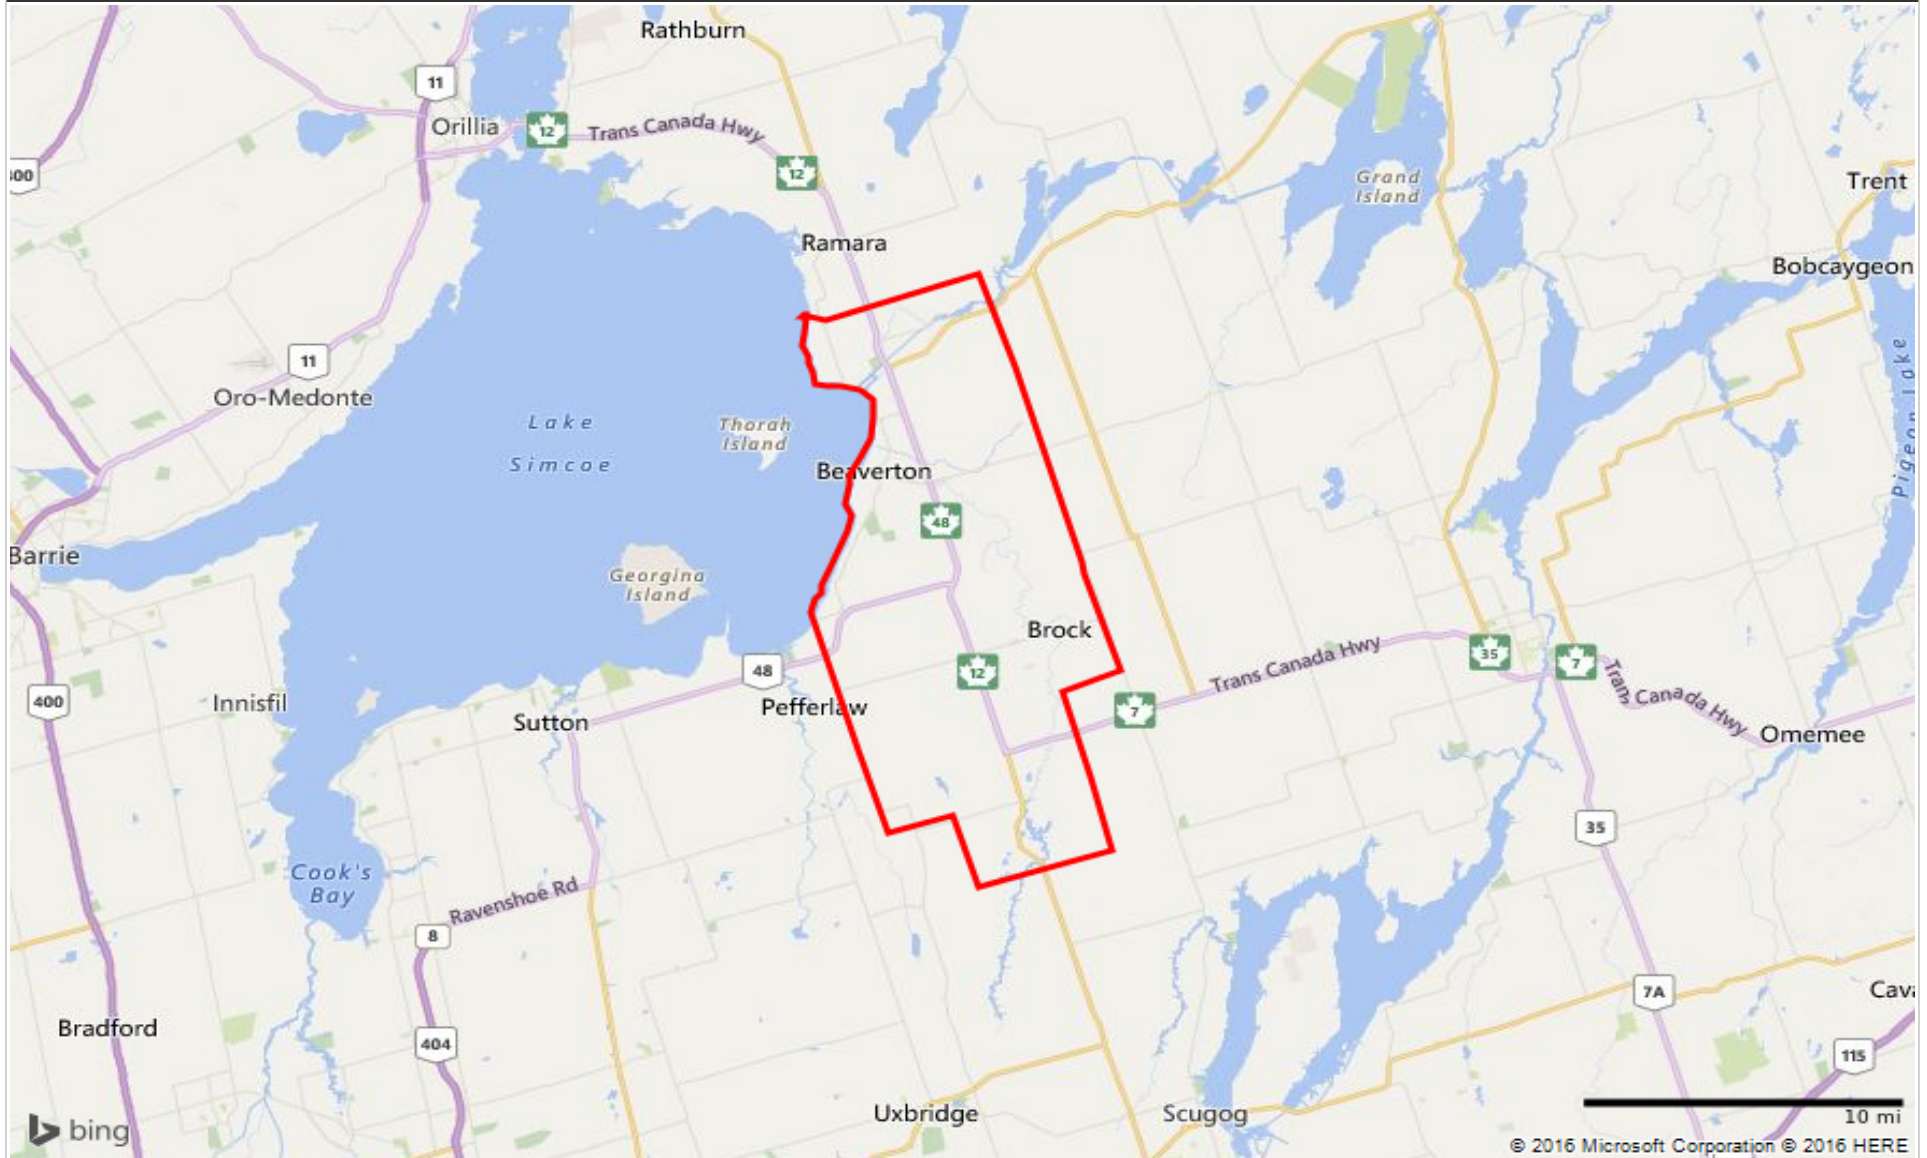 Rathburn
11
Orillia
12
Trans Canada Hwy
12
400
Grand
Island
Trent
Ramara
Bobcaygeon
11
Oro-Medonte
Lake
Simcoe
Thorah
Island
Pigeon Lake
Beaverton
48
Barrie
Georgina
Island
Brock
Trans Canada Hwy
35
7
Trans Canada Hwy
48
12
400
Innisfil
Sutton
Pefferlaw
7
Omemee
35
Cook's
Bay
Ravenshoe Rd
8
7A
Cava
Bradford
404
115
Uxbridge
Scugog
bing
10 mi
© 2016 Microsoft Corporation © 2016 HERE